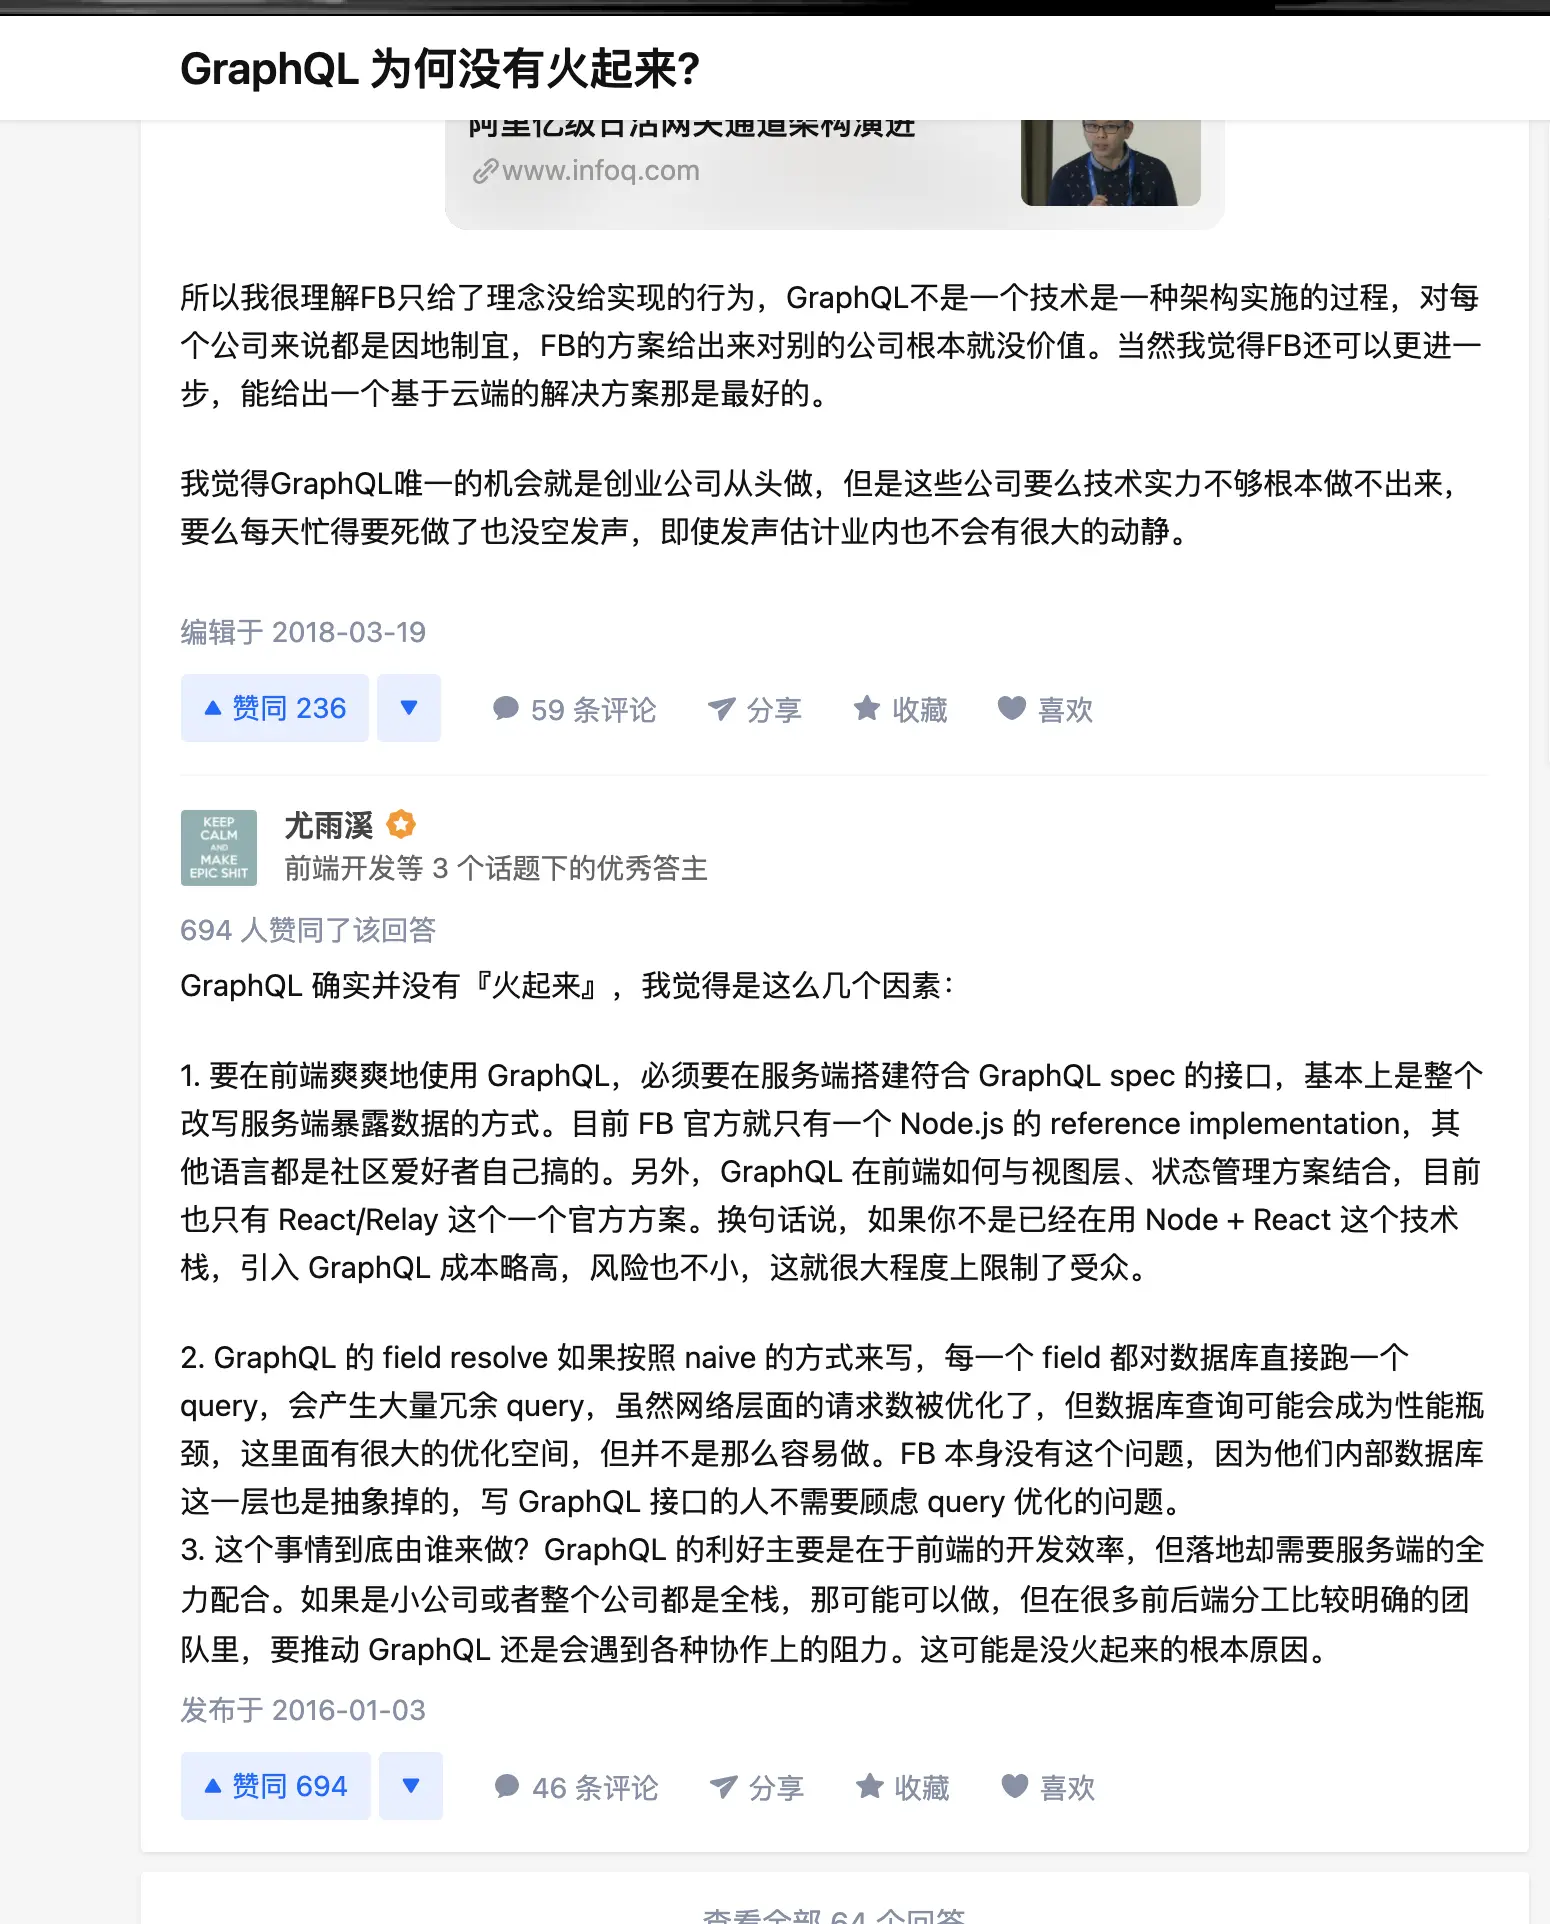 GraphQL 为何没有火起来?
阿里亿级日活网关通道架构演进
www.infoq.com
所以我很理解FB只给了理念没给实现的行为，GraphQL不是一个技术是一种架构实施的过程，对每
个公司来说都是因地制宜，FB的方案给出来对别的公司根本就没价值。当然我觉得FB还可以更进一
步，能给出一个基于云端的解决方案那是最好的。
我觉得GraphQL唯一的机会就是创业公司从头做，但是这些公司要么技术实力不够根本做不出来，
要么每天忙得要死做了也没空发声，即使发声估计业内也不会有很大的动静。
编辑于 2018-03-19
赞同 236
59 条评论
分享
收藏
喜欢
KEEP
CALM
AND
MAKE
EPIC SHIT
尤雨溪
前端开发等 3 个话题下的优秀答主
694 人赞同了该回答
GraphQL 确实并没有『火起来』，我觉得是这么几个因素：
1. 要在前端爽爽地使用 GraphQL，必须要在服务端搭建符合 GraphQL spec 的接口，基本上是整个
改写服务端暴露数据的方式。目前 FB 官方就只有一个 Node.js 的 reference implementation，其
他语言都是社区爱好者自己搞的。另外，GraphQL 在前端如何与视图层、状态管理方案结合，目前
也只有 React/Relay 这个一个官方方案。换句话说，如果你不是已经在用 Node + React 这个技术
栈，引入 GraphQL 成本略高，风险也不小，这就很大程度上限制了受众。
2. GraphQL 的 field resolve 如果按照 naive 的方式来写，每一个 field 都对数据库直接跑一个
query，会产生大量冗余 query，虽然网络层面的请求数被优化了，但数据库查询可能会成为性能瓶
颈，这里面有很大的优化空间，但并不是那么容易做。FB 本身没有这个问题，因为他们内部数据库
这一层也是抽象掉的，写 GraphQL 接口的人不需要顾虑 query 优化的问题。
3. 这个事情到底由谁来做？GraphQL 的利好主要是在于前端的开发效率，但落地却需要服务端的全
力配合。如果是小公司或者整个公司都是全栈，那可能可以做，但在很多前后端分工比较明确的团
队里，要推动 GraphQL 还是会遇到各种协作上的阻力。这可能是没火起来的根本原因。
发布于 2016-01-03
赞同 694
46 条评论
分享
收藏
喜欢
查看全部 64 个回答